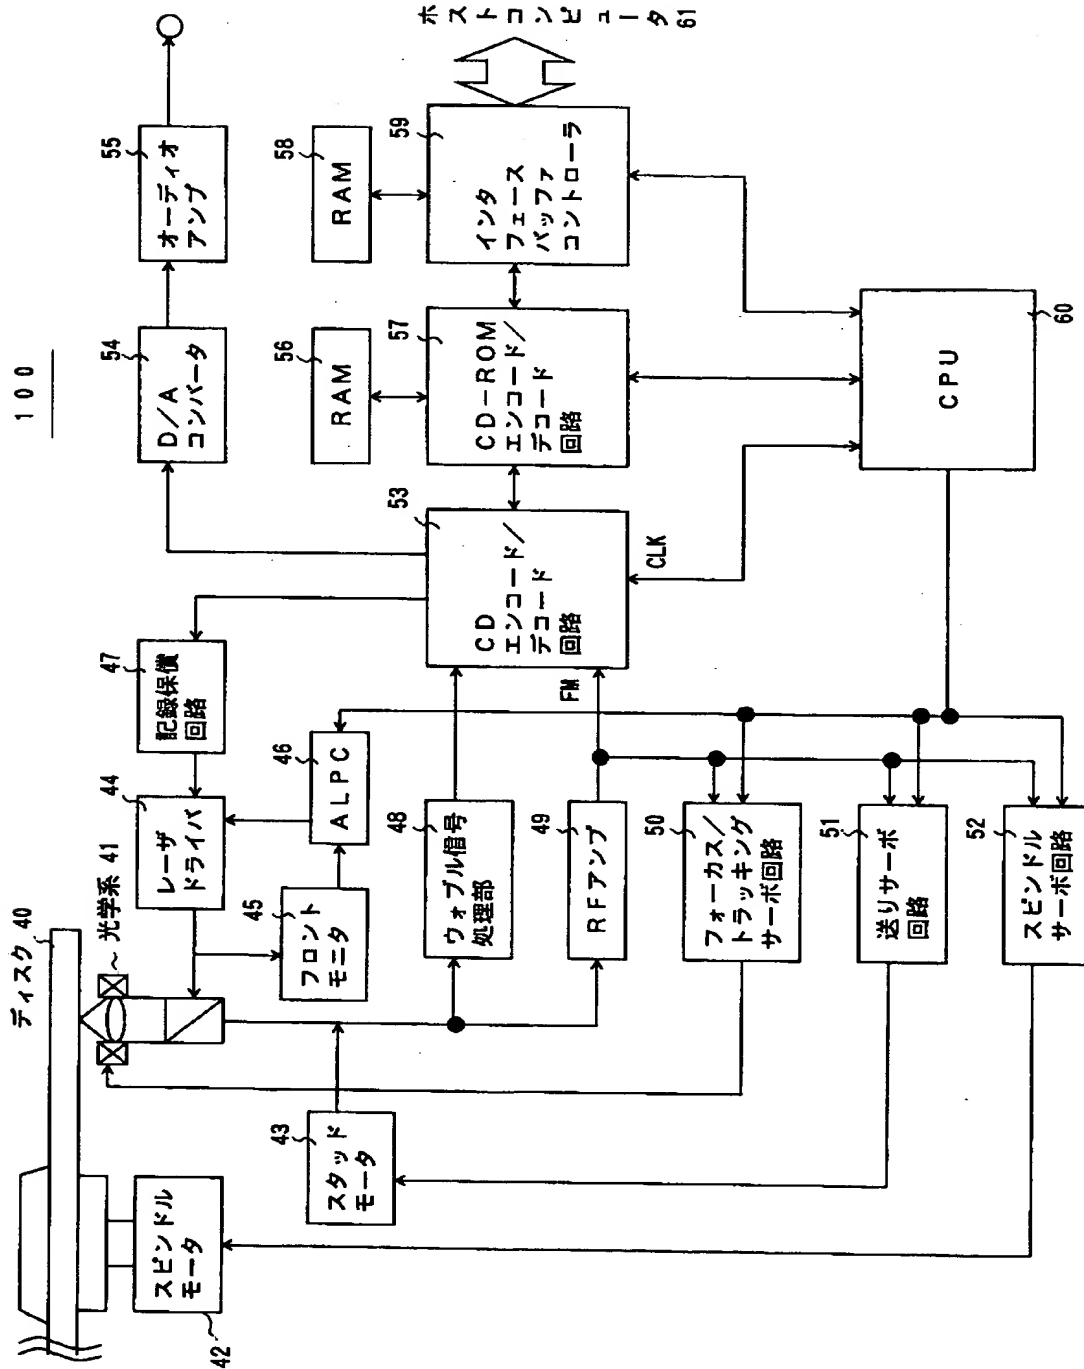 100
ディスク 40
光学系 41
スピンドル
モータ
42
スタッド
モータ
43
レーザ
ドライバ
44
フロント
モニタ
45
ALPC
46
記録保償
回路
47
ウォブル信号
処理部
48
RFアンプ
49
フォーカス/
トラッキング
サーボ回路
50
送りサーボ
回路
51
スピンドル
サーボ回路
52
FM
CLK
CD
エンコード/
デコード
回路
53
D/A
コンバータ
54
オーディオ
アンプ
55
RAM
56
CD-ROM
エンコード/
デコード
回路
57
RAM
58
インタ
フェース
バッファ
コントローラ
59
CPU
60
ホストコンピュータ
61